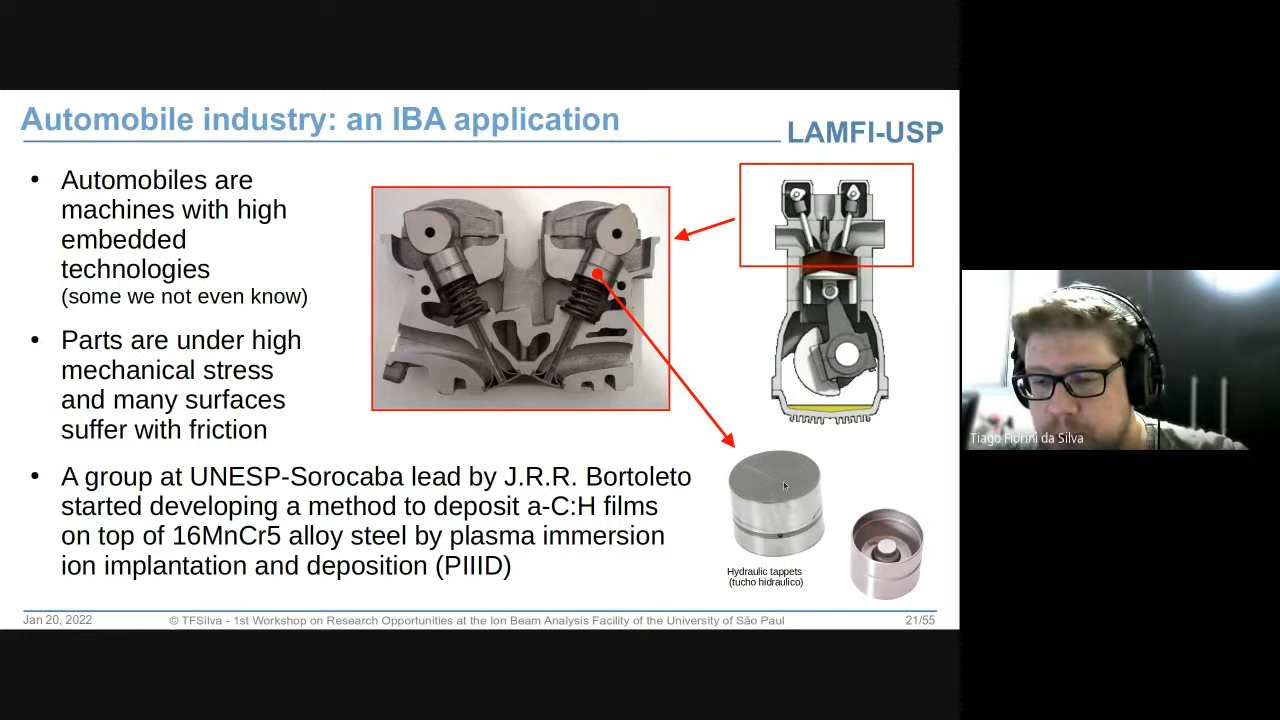 Automobile industry: an IBA application
LAMFI-USP
• Automobiles are
machines with high
embedded
technologies
(some we not even know)
• Parts are under high
mechanical stress
and many surfaces
suffer with friction
• A group at UNESP-Sorocaba lead by J.R.R. Bortoleto
started developing a method to deposit a-C:H films
on top of 16MnCr5 alloy steel by plasma immersion
ion implantation and deposition (PIIID)
Hydraulic tappets
(tucho hidraulico)
Jan 20, 2022
© TFSilva - 1st Workshop on Research Opportunities at the Ion Beam Analysis Facility of the University of São Paul
21/55
Tiago Fiorini da Silva